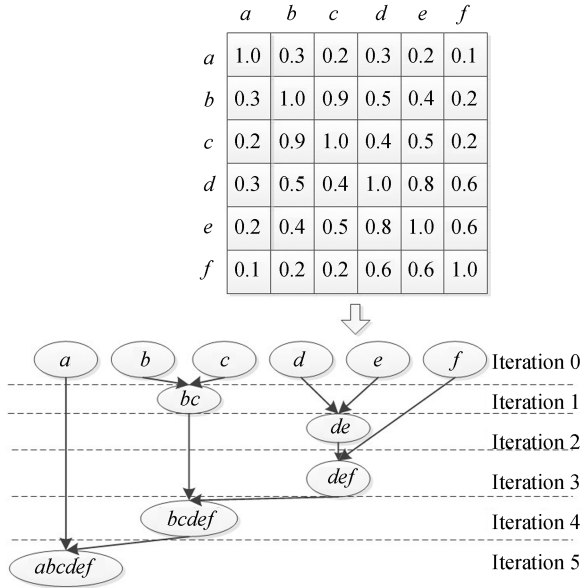 a b c d e f
a 1.0 0.3 0.2 0.3 0.2 0.1
b 0.3 1.0 0.9 0.5 0.4 0.2
c 0.2 0.9 1.0 0.4 0.5 0.2
d 0.3 0.5 0.4 1.0 0.8 0.6
e 0.2 0.4 0.5 0.8 1.0 0.6
f 0.1 0.2 0.2 0.6 0.6 1.0
a b c d e f Iteration 0
bc Iteration 1
de Iteration 2
def Iteration 3
bcdef Iteration 4
abcdef Iteration 5